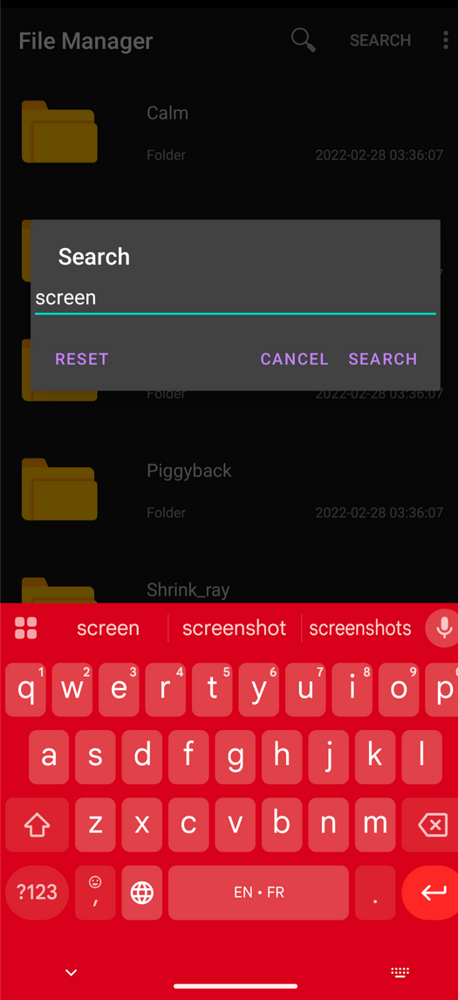 File Manager SEARCH
Calm
Folder 2022-02-28 03:36:07
Search
screen
RESET CANCEL SEARCH
Folder 2022-02-28 03:36:07
Piggyback
Folder 2022-02-28 03:36:07
Shrink_ray
screen screenshot screenshots
q1 w2 e3 r4 t5 y6 u7 i8 o9 p
a s d f g h j k l
z x c v b n m
?123 , EN • FR .